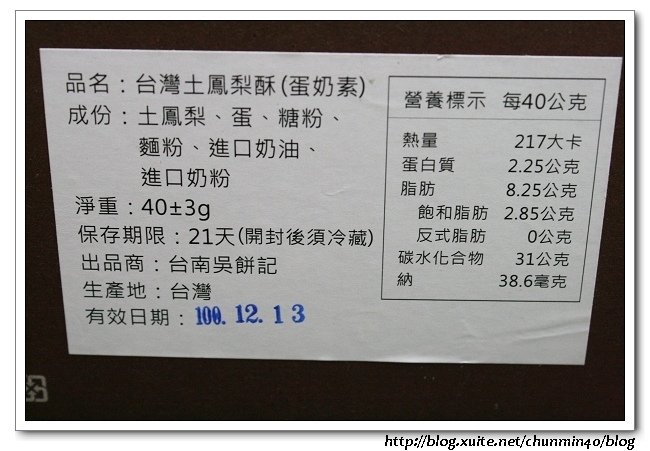 品名：台灣土鳳梨酥(蛋奶素)
成份：土鳳梨、蛋、糖粉、
麵粉、進口奶油、
進口奶粉
淨重：40±3g
保存期限：21天(開封後須冷藏)
出品商：台南吳餅記
生產地：台灣
有效日期：100.12.13
營養標示 每40公克
熱量 217大卡
蛋白質 2.25公克
脂肪 8.25公克
飽和脂肪 2.85公克
反式脂肪 0公克
碳水化合物 31公克
納 38.6毫克
http://blog.xuite.net/chunmin40/blog